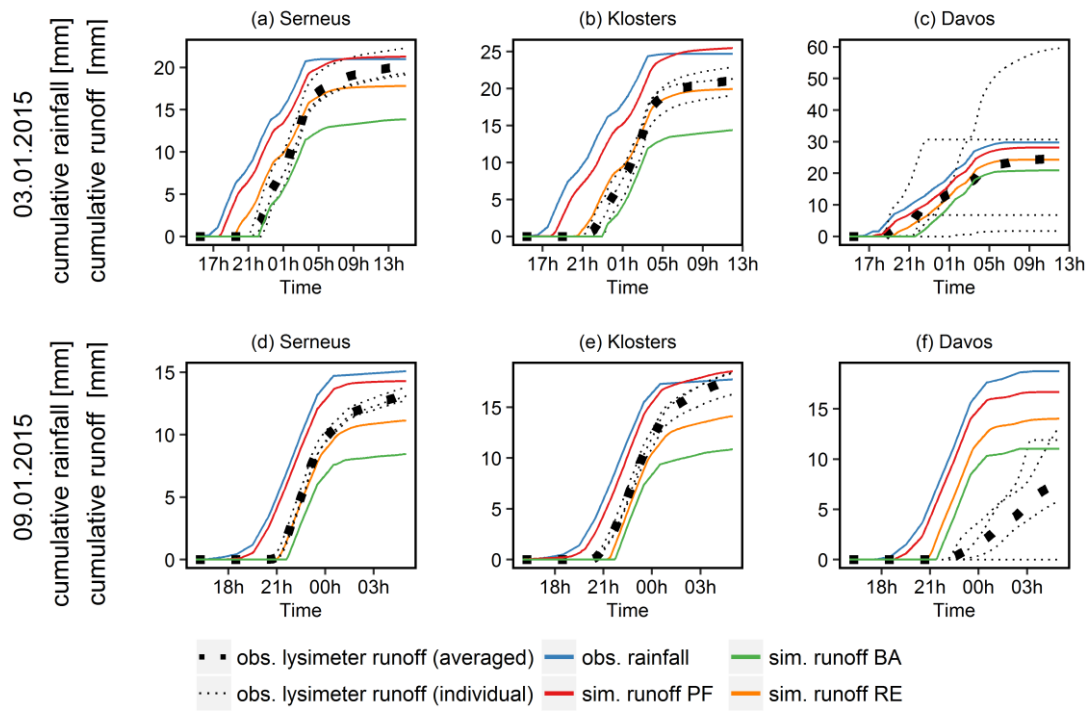 (a) Serneus (b) Klosters (c) Davos
03.01.2015
cumulative rainfall [mm]
cumulative runoff [mm]
20
15
10
5
0
17h 21h 01h 05h 09h 13h
Time
25
20
15
10
5
0
17h 21h 01h 05h 09h 13h
Time
60
50
40
30
20
10
0
17h 21h 01h 05h 09h 13h
Time
(d) Serneus (e) Klosters (f) Davos
09.01.2015
cumulative rainfall [mm]
cumulative runoff [mm]
15
10
5
0
18h 21h 00h 03h
Time
15
10
5
0
18h 21h 00h 03h
Time
15
10
5
0
18h 21h 00h 03h
Time
obs. lysimeter runoff (averaged) obs. rainfall sim. runoff BA
obs. lysimeter runoff (individual) sim. runoff PF sim. runoff RE